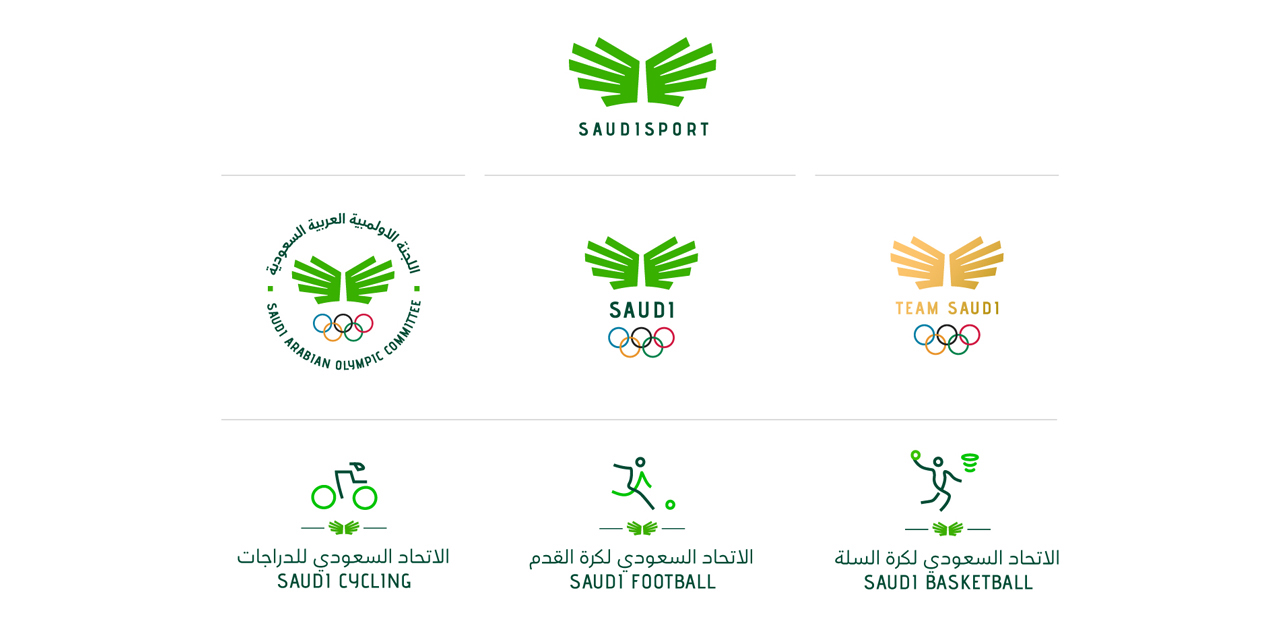 SAUDISPORT
اللجنة الاولمبية العربية السعودية
SAUDI ARABIAN OLYMPIC COMMITTEE
SAUDI
TEAM SAUDI
الاتحاد السعودي للدراجات
SAUDI CYCLING
الاتحاد السعودي لكرة القدم
SAUDI FOOTBALL
الاتحاد السعودي لكرة السلة
SAUDI BASKETBALL